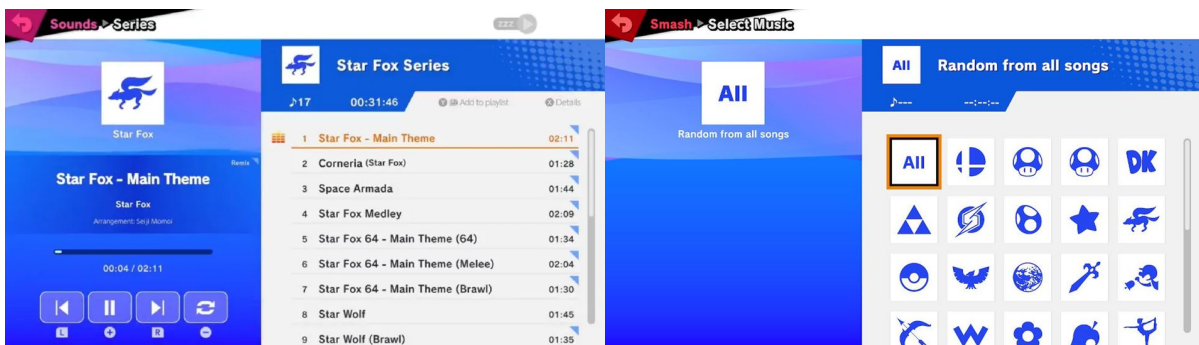 Sounds ▸ Series
zzz
Star Fox
Remix
Star Fox - Main Theme
Star Fox
Arrangement: Seiji Momoi
00:04 / 02:11
L + R −
Star Fox Series
♪17 00:31:46 Y Add to playlist X Details
1 Star Fox - Main Theme 02:11
2 Corneria (Star Fox) 01:28
3 Space Armada 01:44
4 Star Fox Medley 02:09
5 Star Fox 64 - Main Theme (64) 01:34
6 Star Fox 64 - Main Theme (Melee) 02:04
7 Star Fox 64 - Main Theme (Brawl) 01:30
8 Star Wolf 01:45
9 Star Wolf (Brawl) 01:35
Smash ▸ Select Music
All
Random from all songs
All Random from all songs
♪--- --:--:--
All
DK
W